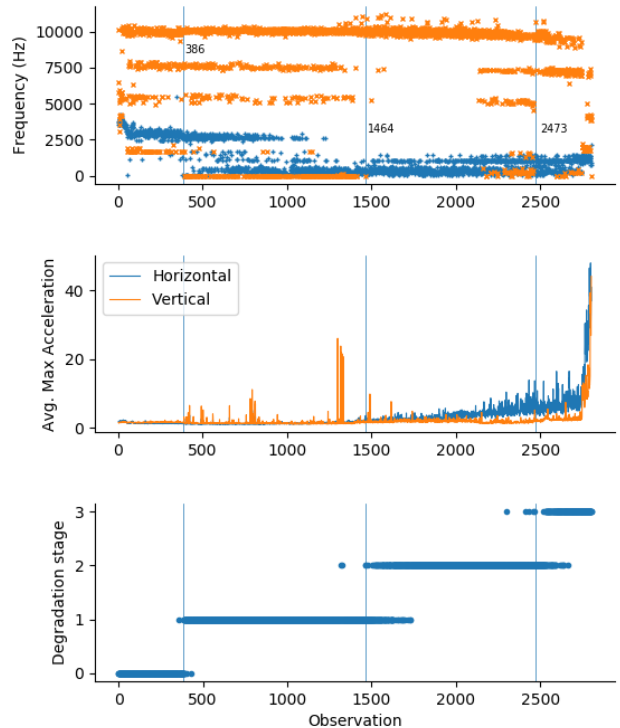 Frequency (Hz)
10000
7500
5000
2500
0
386
1464
2473
0 500 1000 1500 2000 2500
Avg. Max Acceleration
40
20
0
Horizontal
Vertical
0 500 1000 1500 2000 2500
Degradation stage
3
2
1
0
0 500 1000 1500 2000 2500
Observation